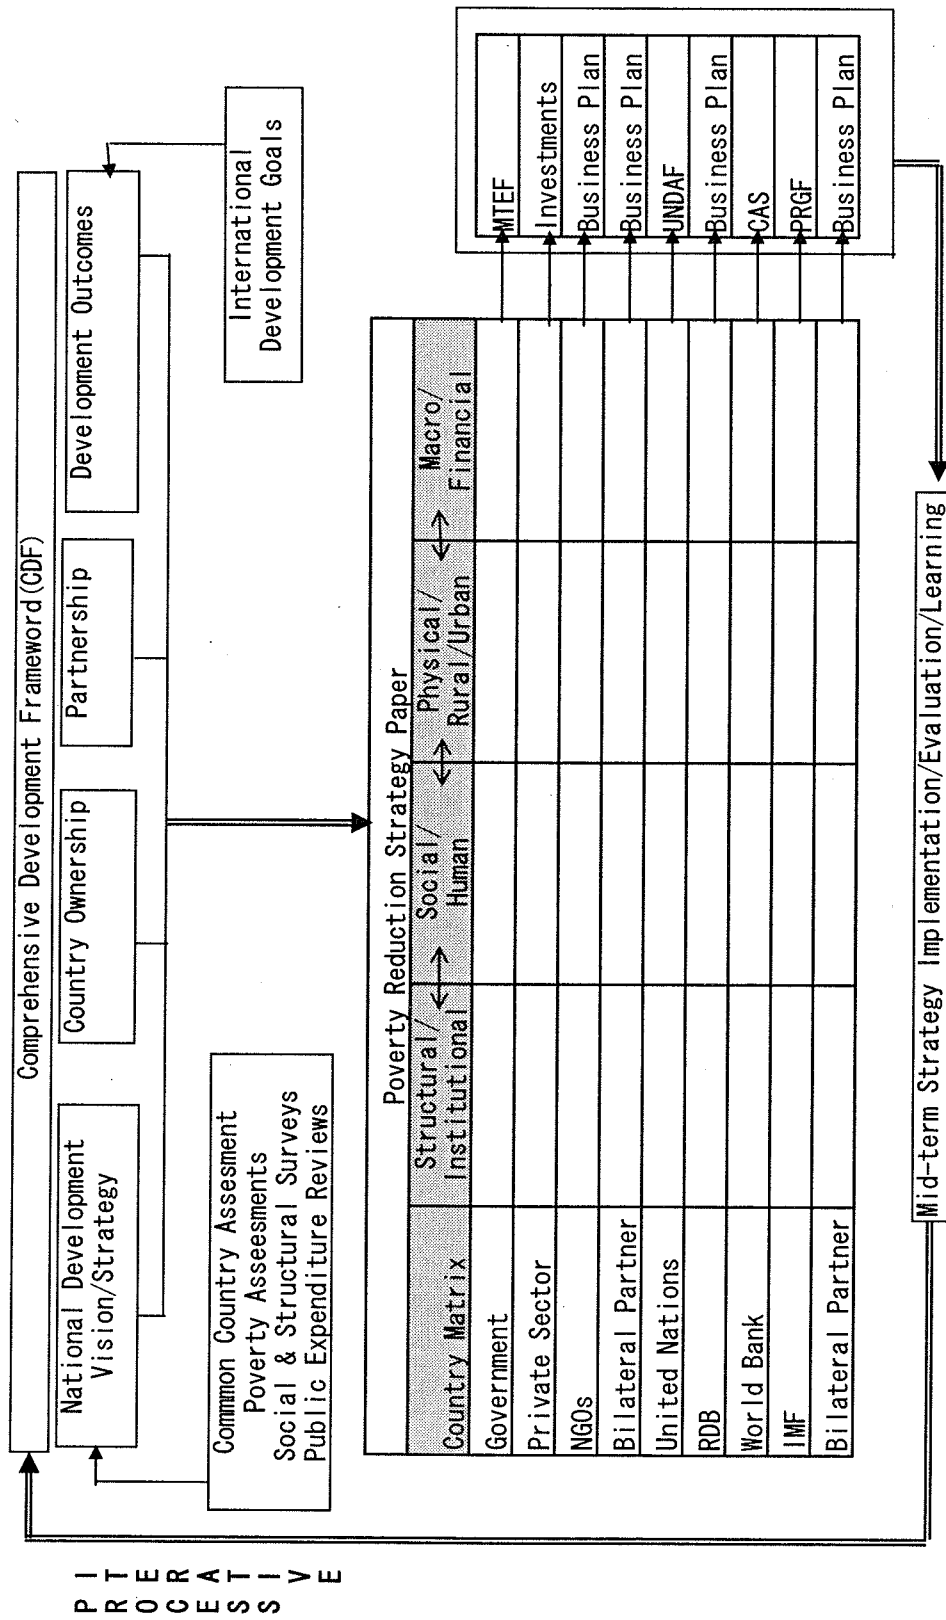 ITERATIVE
PROCESS
Comprehensive Development Frameword(CDF)
National Development
Vision/Strategy
Country Ownership
Partnership
Development Outcomes
Commmon Country Assessment
Poverty Asseesments
Social & Structural Surveys
Public Expenditure Reviews
International
Development Goals
Poverty Reduction Strategy Paper
Country Matrix
Structural/
Institutional
Social/
Human
Physical/
Rural/Urban
Macro/
Financial
Government
MTEF
Private Sector
Investments
NGOs
Business Plan
Bilateral Partner
Business Plan
United Nations
UNDAF
RDB
Business Plan
World Bank
CAS
IMF
PRGF
Bilateral Partner
Business Plan
Mid-term Strategy Implementation/Evaluation/Learning